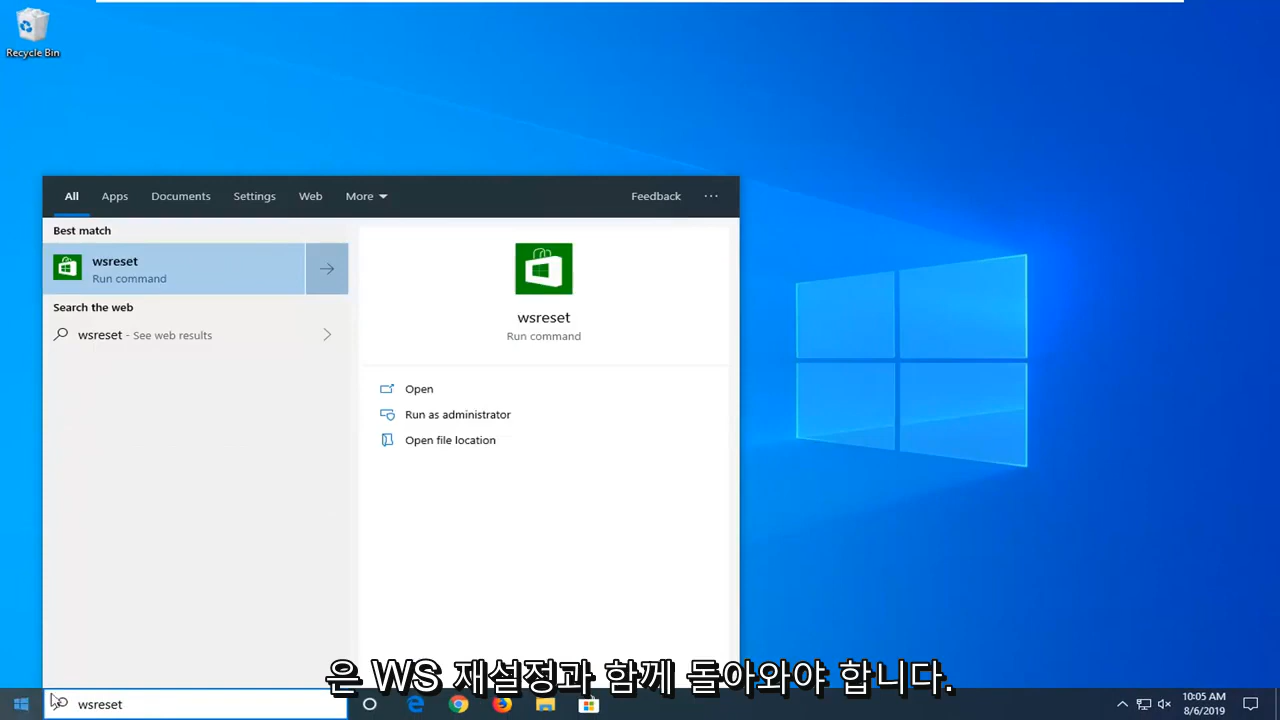 Recycle Bin
All Apps Documents Settings Web More Feedback ...
Best match
wsreset
Run command
Search the web
wsreset - See web results
wsreset
Run command
Open
Run as administrator
Open file location
은 WS 재설정과 함께 돌아와야 합니다.
wsreset
10:05 AM
8/6/2019